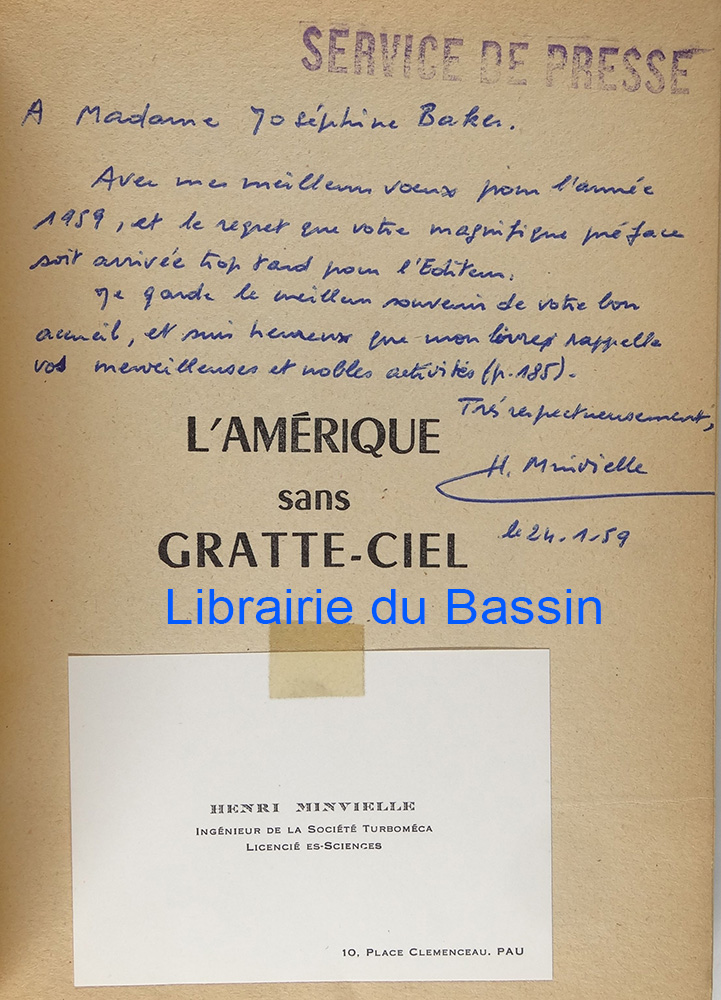 SERVICE DE PRESSE
A Madame Joséphine Baker.
Avec mes meilleurs voeux pour l'année
1959, et le regret que votre magnifique préface
soit arrivée trop tard pour l'Editeur.
Je garde le meilleur souvenir de votre bon
accueil, et suis heureux que mon livre rappelle
vos merveilleuses et nobles activités (p. 185).
Très respectueusement,
H. Minvielle
le 24.1.59
L'AMÉRIQUE
sans
GRATTE-CIEL
Librairie du Bassin
HENRI MINVIELLE
INGÉNIEUR DE LA SOCIÉTÉ TURBOMÉCA
LICENCIÉ ES-SCIENCES
10, PLACE CLEMENCEAU. PAU